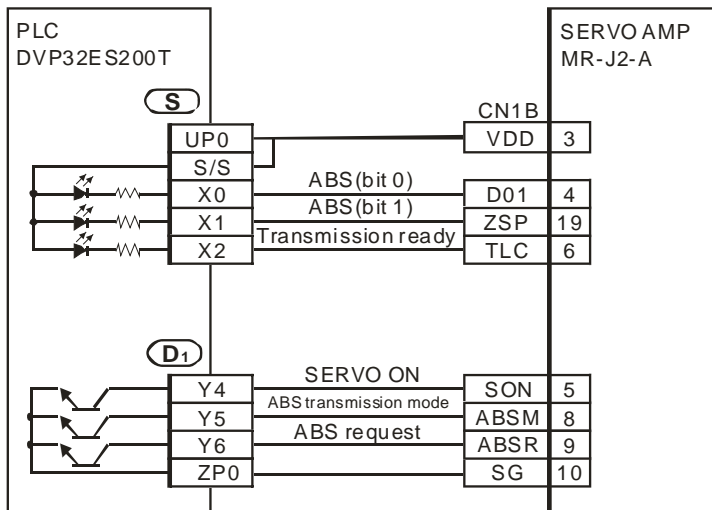 PLC
DVP32ES200T
SERVO AMP
MR-J2-A
S
CN1B
UP0 VDD 3
S/S
X0 ABS(bit 0) D01 4
X1 ABS(bit 1) ZSP 19
X2 Transmission ready TLC 6
D1
Y4 SERVO ON SON 5
Y5 ABS transmission mode ABSM 8
Y6 ABS request ABSR 9
ZP0 SG 10